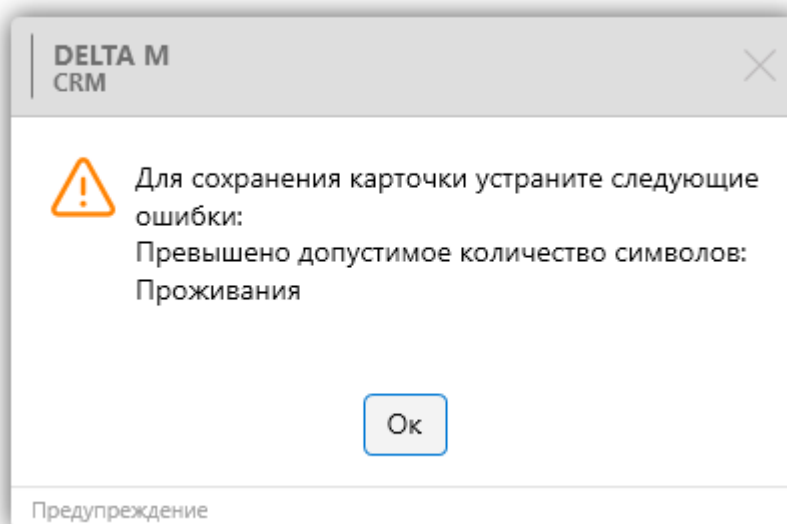 DELTA M
CRM
Для сохранения карточки устраните следующие
ошибки:
Превышено допустимое количество символов:
Проживания
Ок
Предупреждение